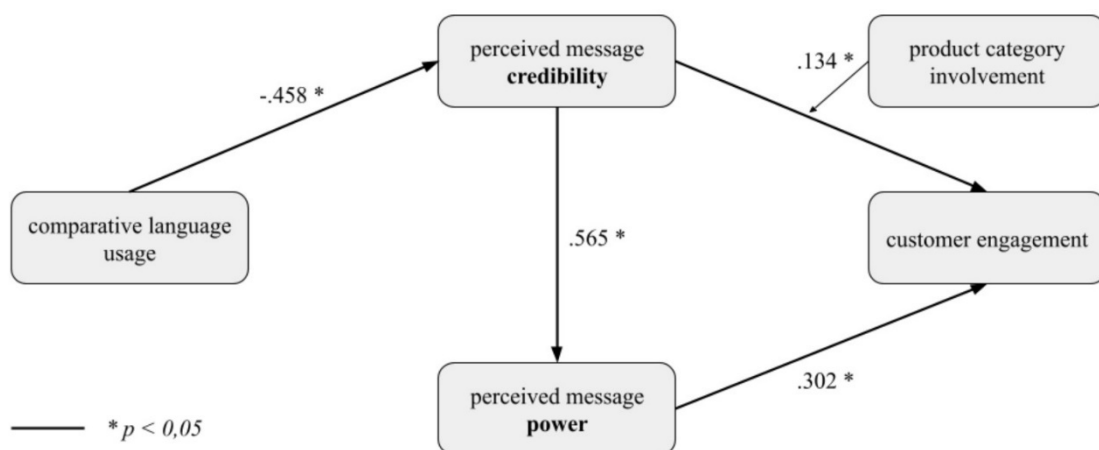 perceived message
credibility
.134 *
product category
involvement
-.458 *
comparative language
usage
.565 *
customer engagement
perceived message
power
.302 *
* p < 0,05